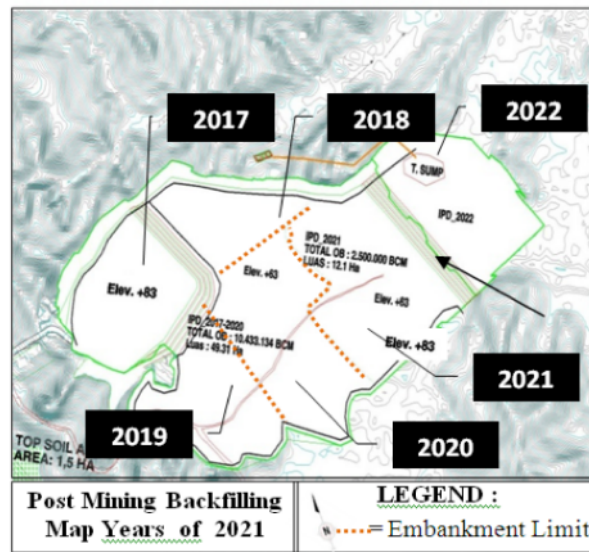 2017
2018
2022
T. SUMP
IPD_2022
IPD_2021
TOTAL OB : 2.500.000 BCM
LUAS : 12.1 Ha
Elev. +83
Elev. +63
Elev. +83
Elev. +83
IPD_2017-2020
TOTAL OB : 10.433.134 BCM
Luas : 49.31 Ha
2021
2019
2020
TOP SOIL A
AREA: 1,5 HA
Post Mining Backfilling
Map Years of 2021
LEGEND :
N
= Embankment Limit